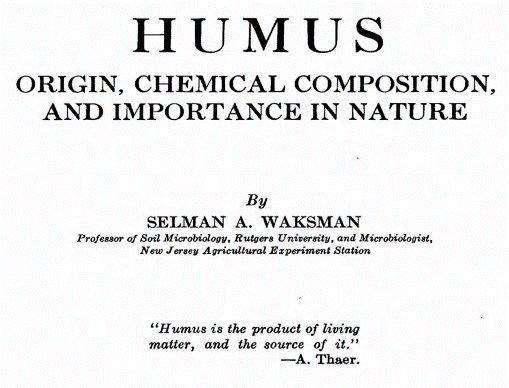 HUMUS
ORIGIN, CHEMICAL COMPOSITION,
AND IMPORTANCE IN NATURE
By
SELMAN A. WAKSMAN
Professor of Soil Microbiology, Rutgers University, and Microbiologist,
New Jersey Agricultural Experiment Station
"Humus is the product of living
matter, and the source of it."
—A. Thaer.